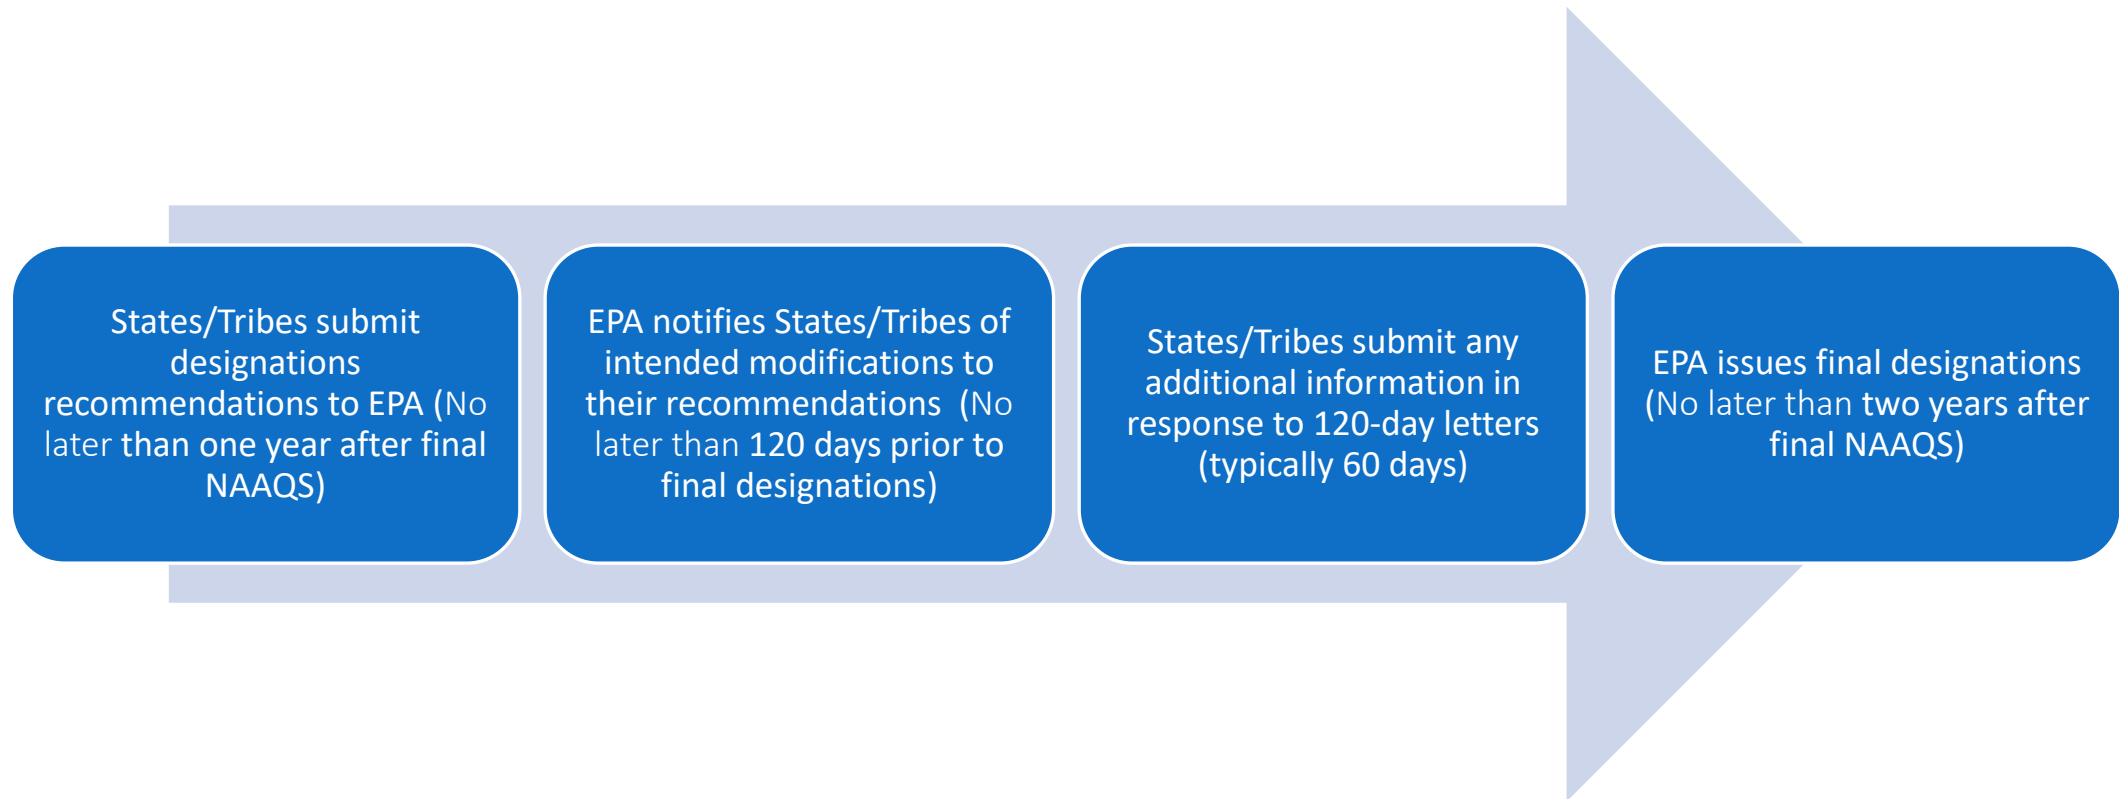 States/Tribes submit
designations
recommendations to EPA (No
later than one year after final
NAAQS)
EPA notifies States/Tribes of
intended modifications to
their recommendations  (No
later than 120 days prior to
final designations)
States/Tribes submit any
additional information in
response to 120-day letters
(typically 60 days)
EPA issues final designations
(No later than two years after
final NAAQS)